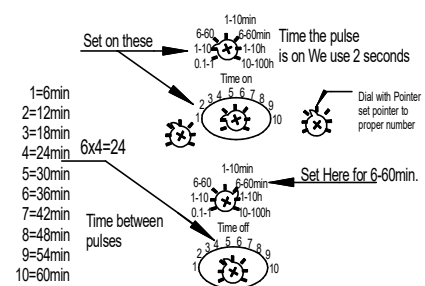 1-10min
6-60 6-60min
1-10 1-10h
0.1-1 10-100h
Time the pulse
is on We use 2 seconds
Set on these
Time on
1 2 3 4 5 6 7 8 9 10
Dial with Pointer
set pointer to
proper number
1=6min
2=12min
3=18min
4=24min
5=30min
6=36min
7=42min
8=48min
9=54min
10=60min
6x4=24
Time between
pulses
1-10min
6-60 6-60min
1-10 1-10h
0.1-1 10-100h
Set Here for 6-60min.
Time off
1 2 3 4 5 6 7 8 9 10